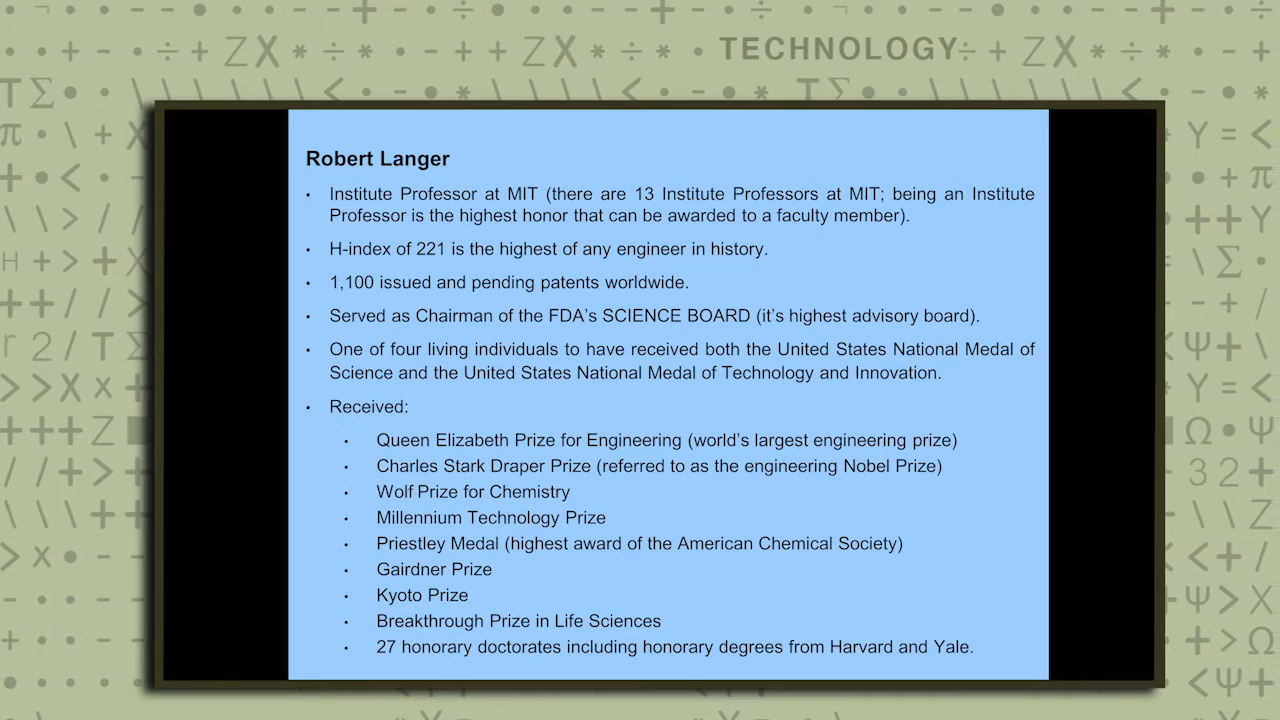 TECHNOLOGY
Robert Langer
• Institute Professor at MIT (there are 13 Institute Professors at MIT; being an Institute
Professor is the highest honor that can be awarded to a faculty member).
• H-index of 221 is the highest of any engineer in history.
• 1,100 issued and pending patents worldwide.
• Served as Chairman of the FDA's SCIENCE BOARD (it's highest advisory board).
• One of four living individuals to have received both the United States National Medal of
Science and the United States National Medal of Technology and Innovation.
• Received:
• Queen Elizabeth Prize for Engineering (world's largest engineering prize)
• Charles Stark Draper Prize (referred to as the engineering Nobel Prize)
• Wolf Prize for Chemistry
• Millennium Technology Prize
• Priestley Medal (highest award of the American Chemical Society)
• Gairdner Prize
• Kyoto Prize
• Breakthrough Prize in Life Sciences
• 27 honorary doctorates including honorary degrees from Harvard and Yale.